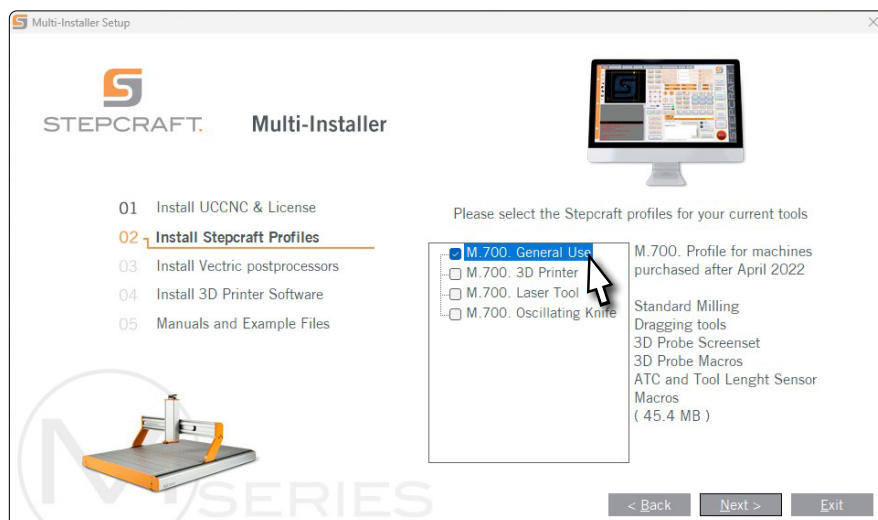 Multi-Installer Setup
STEPCRAFT. Multi-Installer
01 Install UCCNC & License
02 Install Stepcraft Profiles
03 Install Vectric postprocessors
04 Install 3D Printer Software
05 Manuals and Example Files
Please select the Stepcraft profiles for your current tools
M.700. General Use
M.700. 3D Printer
M.700. Laser Tool
M.700. Oscillating Knife
M.700. Profile for machines
purchased after April 2022
Standard Milling
Dragging tools
3D Probe Screenset
3D Probe Macros
ATC and Tool Lenght Sensor
Macros
( 45.4 MB )
M/SERIES
< Back Next > Exit